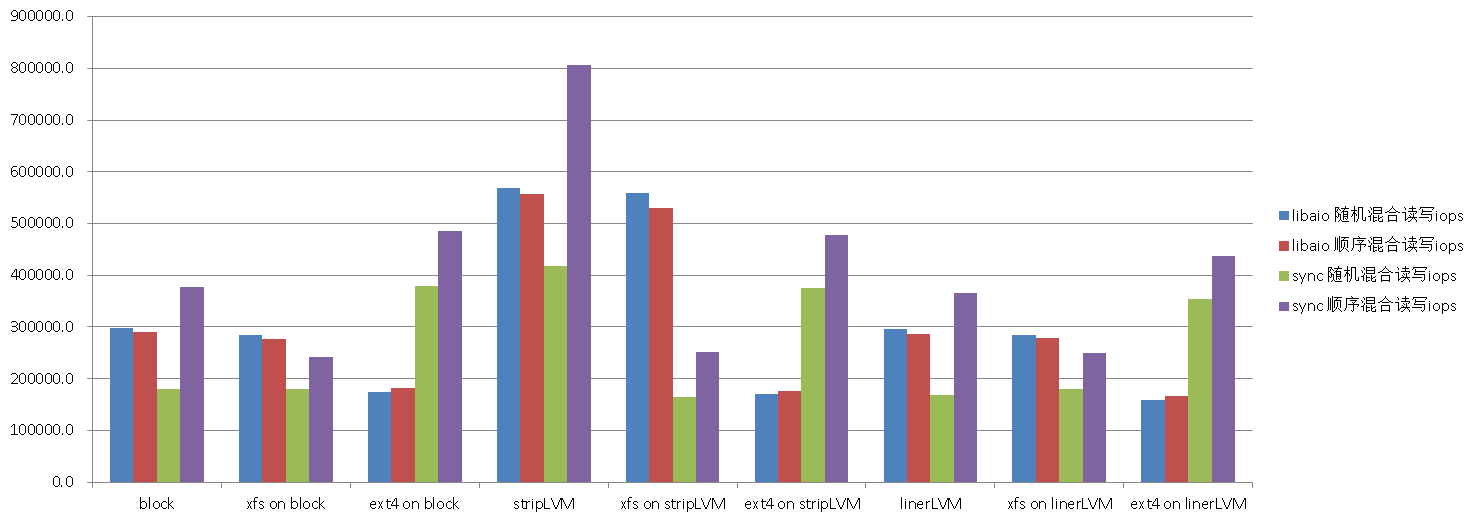 900000.0
800000.0
700000.0
600000.0
500000.0
400000.0
300000.0
200000.0
100000.0
0.0
block
xfs on block
ext4 on block
stripLVM
xfs on stripLVM
ext4 on stripLVM
linerLVM
xfs on linerLVM
ext4 on linerLVM
libaio 随机混合读写iops
libaio 顺序混合读写iops
sync 随机混合读写iops
sync 顺序混合读写iops